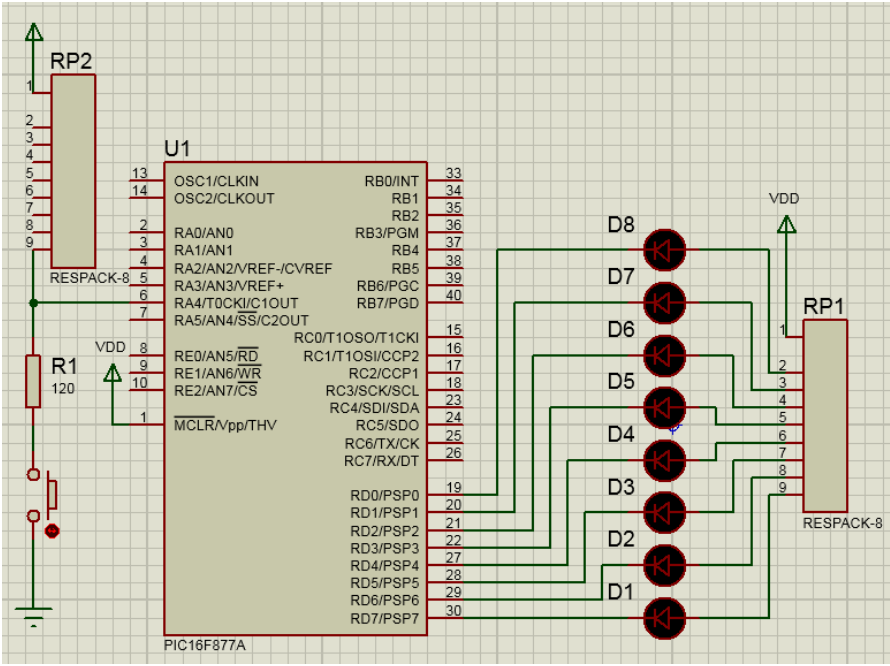 RP2
1
2
3
4
5
6
7
8
9
RESPACK-8
R1
120
VDD
U1
13 OSC1/CLKIN
14 OSC2/CLKOUT
2 RA0/AN0
3 RA1/AN1
4 RA2/AN2/VREF-/CVREF
5 RA3/AN3/VREF+
6 RA4/T0CKI/C1OUT
7 RA5/AN4/SS/C2OUT
8 RE0/AN5/RD
9 RE1/AN6/WR
10 RE2/AN7/CS
1 MCLR/Vpp/THV
RB0/INT 33
RB1 34
RB2 35
RB3/PGM 36
RB4 37
RB5 38
RB6/PGC 39
RB7/PGD 40
RC0/T1OSO/T1CKI 15
RC1/T1OSI/CCP2 16
RC2/CCP1 17
RC3/SCK/SCL 18
RC4/SDI/SDA 23
RC5/SDO 24
RC6/TX/CK 25
RC7/RX/DT 26
RD0/PSP0 19
RD1/PSP1 20
RD2/PSP2 21
RD3/PSP3 22
RD4/PSP4 27
RD5/PSP5 28
RD6/PSP6 29
RD7/PSP7 30
PIC16F877A
D8
D7
D6
D5
D4
D3
D2
D1
VDD
RP1
1
2
3
4
5
6
7
8
9
RESPACK-8